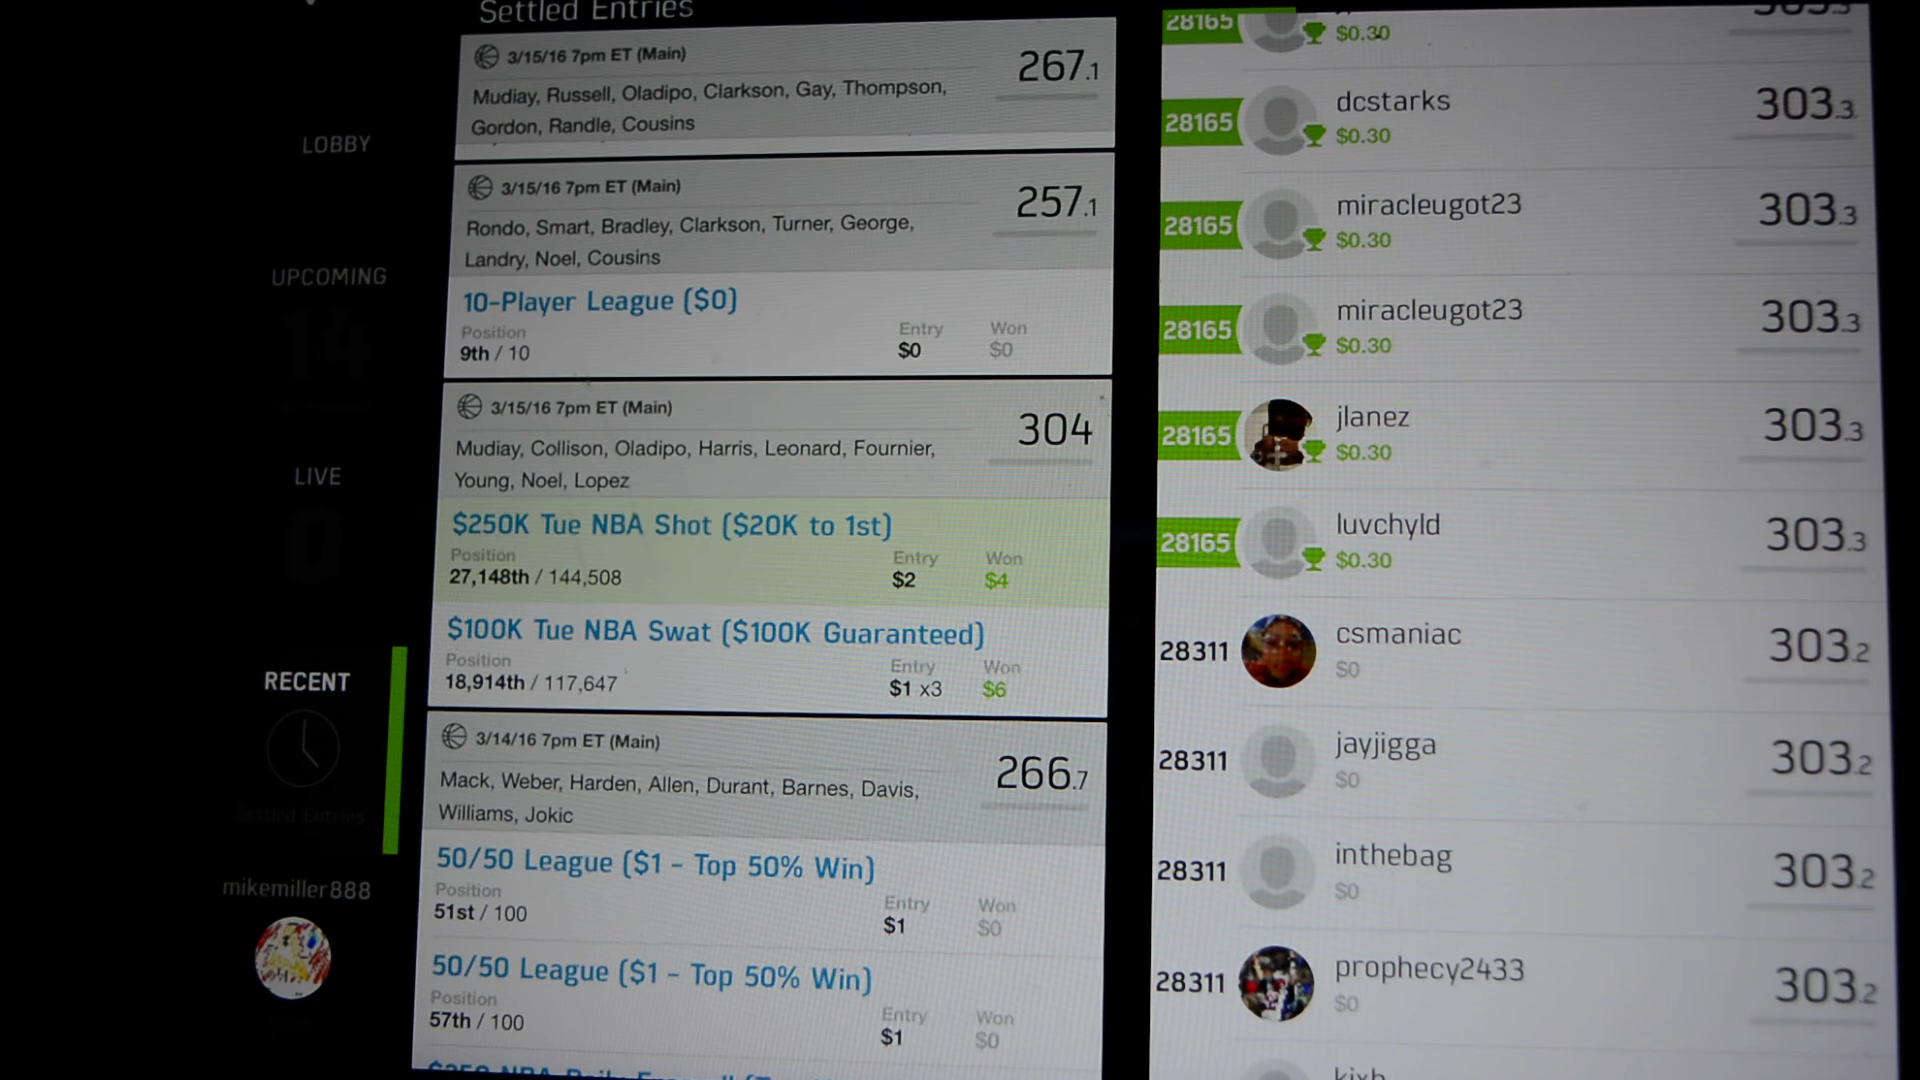 Settled Entries
LOBBY
UPCOMING
14
LIVE
0
RECENT
Settled Entries
mikemiller888
3/15/16 7pm ET (Main)
267.1
Mudiay, Russell, Oladipo, Clarkson, Gay, Thompson,
Gordon, Randle, Cousins
3/15/16 7pm ET (Main)
257.1
Rondo, Smart, Bradley, Clarkson, Turner, George,
Landry, Noel, Cousins
10-Player League ($0)
Position Entry Won
9th / 10 $0 $0
3/15/16 7pm ET (Main)
304
Mudiay, Collison, Oladipo, Harris, Leonard, Fournier,
Young, Noel, Lopez
$250K Tue NBA Shot ($20K to 1st)
Position Entry Won
27,148th / 144,508 $2 $4
$100K Tue NBA Swat ($100K Guaranteed)
Position Entry Won
18,914th / 117,647 $1 x3 $6
3/14/16 7pm ET (Main)
266.7
Mack, Weber, Harden, Allen, Durant, Barnes, Davis,
Williams, Jokic
50/50 League ($1 - Top 50% Win)
Position Entry Won
51st / 100 $1 $0
50/50 League ($1 - Top 50% Win)
Position Entry Won
57th / 100 $1 $0
28165 $0.30 303.3
28165 dcstarks 303.3
$0.30
28165 miracleugot23 303.3
$0.30
28165 miracleugot23 303.3
$0.30
28165 jlanez 303.3
$0.30
28165 luvchyld 303.3
$0.30
28311 csmaniac 303.2
$0
28311 jayjigga 303.2
$0
28311 inthebag 303.2
$0
28311 prophecy2433 303.2
$0